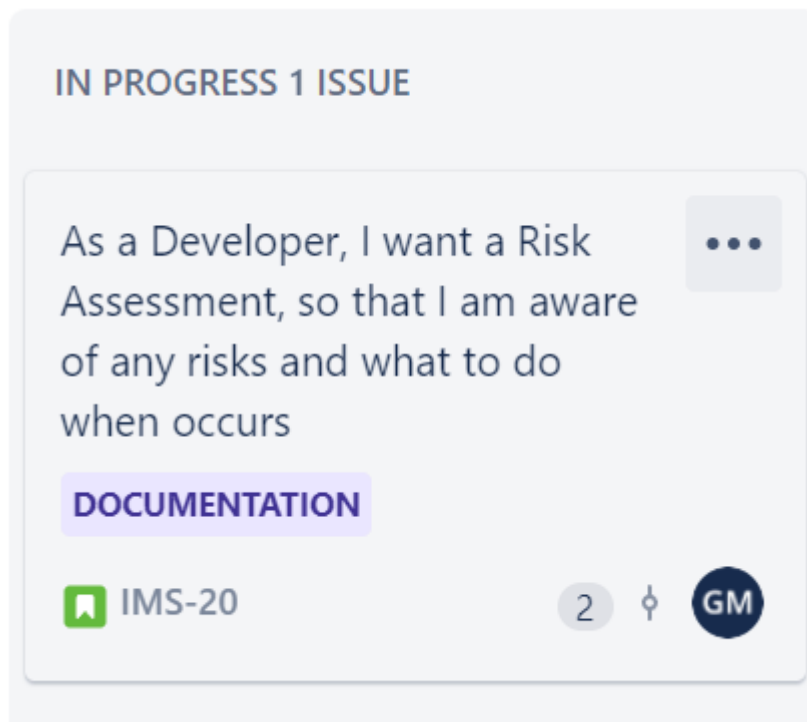 IN PROGRESS 1 ISSUE
As a Developer, I want a Risk
Assessment, so that I am aware
of any risks and what to do
when occurs
DOCUMENTATION
IMS-20 2 GM